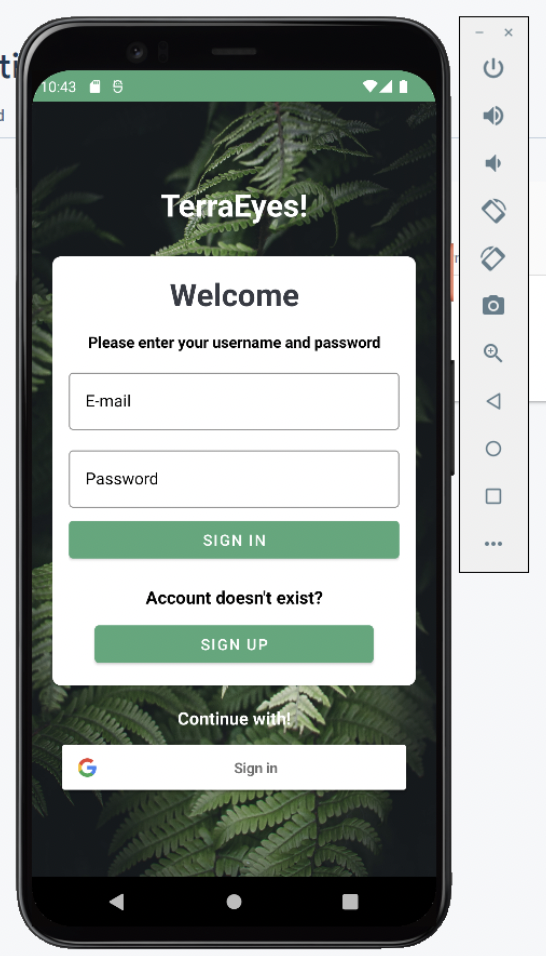 10:43
TerraEyes!
Welcome
Please enter your username and password
E-mail
Password
SIGN IN
Account doesn't exist?
SIGN UP
Continue with!
G
Sign in